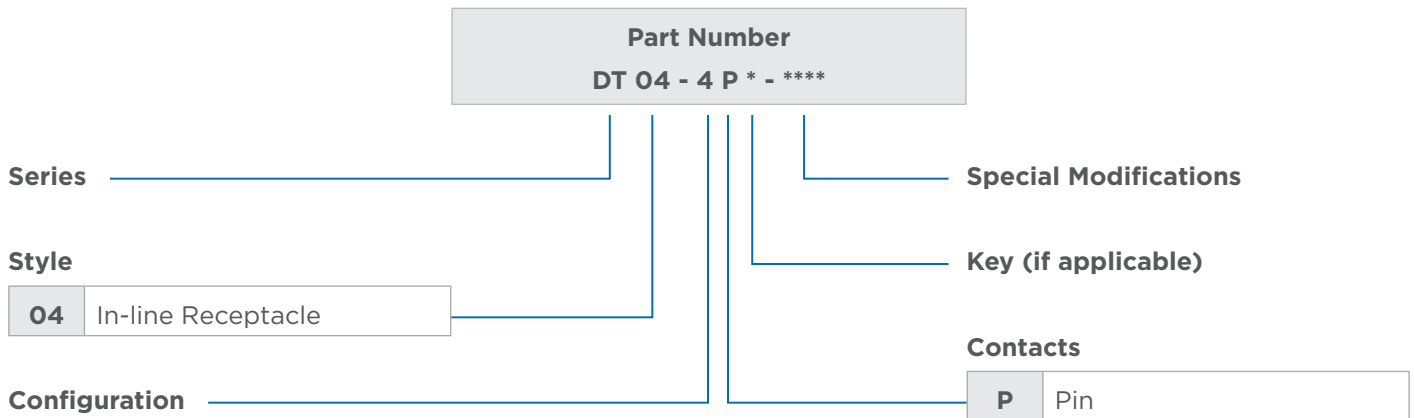 Part Number
DT 04 - 4 P * - ****
Series
Special Modifications
Style
Key (if applicable)
04 In-line Receptacle
Contacts
Configuration
P Pin